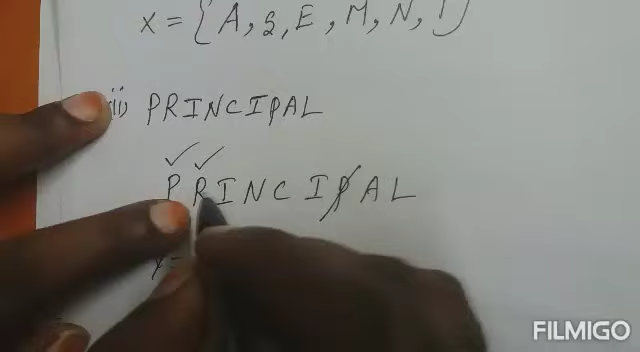 X = { A, S, E, M, N, T }
ii) PRINCIPAL
PRINCIPAL
Y =
FILMIGO